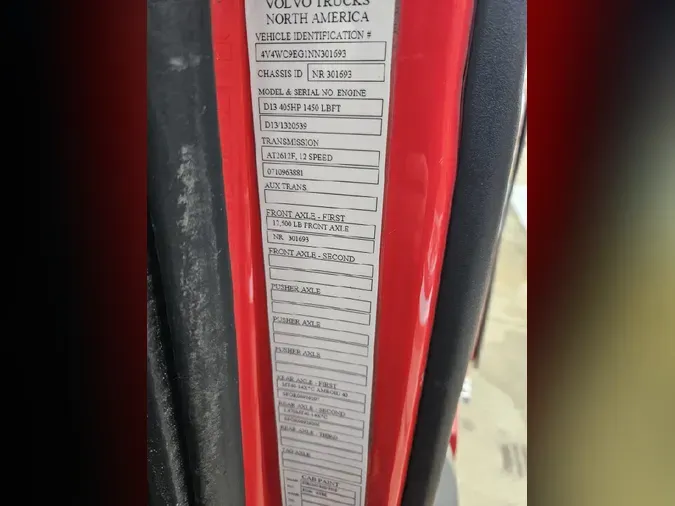 VOLVO TRUCKS
NORTH AMERICA
VEHICLE IDENTIFICATION #
4V4WC9EG1NN301693
CHASSIS ID NR 301693
MODEL & SERIAL NO. ENGINE
D13 405HP 1450 LBFT
D13/1320539
TRANSMISSION
AT2612F, 12 SPEED
0710963881
AUX TRANS.
FRONT AXLE - FIRST
17,500 LB FRONT AXLE
NR 301693
FRONT AXLE - SECOND
PUSHER AXLE
PUSHER AXLE
PUSHER AXLE
REAR AXLE - FIRST
REAR AXLE - SECOND
REAR AXLE - THIRD
TAG AXLE
CAB PAINT